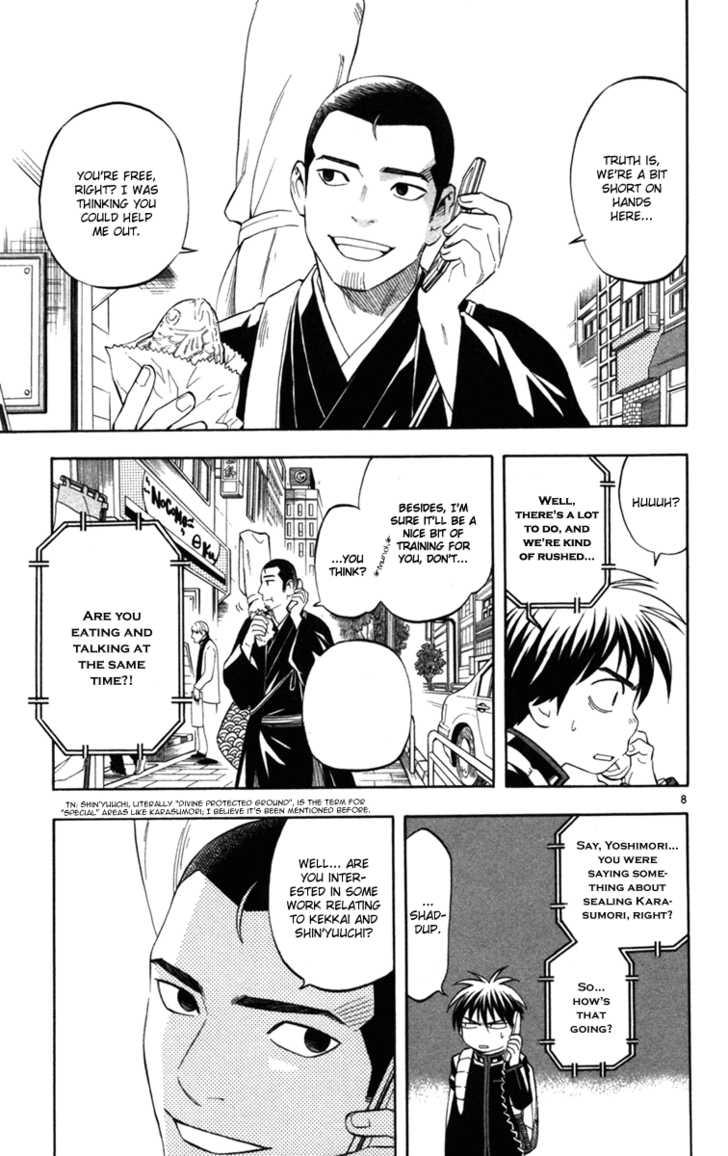 TRUTH IS,
WE'RE A BIT
SHORT ON
HANDS
HERE...
YOU'RE FREE,
RIGHT? I WAS
THINKING YOU
COULD HELP
ME OUT.
HUUUH?
WELL,
THERE'S A LOT
TO DO, AND
WE'RE KIND
OF RUSHED...
BESIDES, I'M
SURE IT'LL BE A
NICE BIT OF
TRAINING FOR
YOU, DON'T...
*munch*
...YOU
THINK?
NoCoMo
ARE YOU
EATING AND
TALKING AT
THE SAME
TIME?!
8
TN: SHIN'YUUCHI, LITERALLY "DIVINE PROTECTED GROUND", IS THE TERM FOR
"SPECIAL" AREAS LIKE KARASUMORI; I BELIEVE IT'S BEEN MENTIONED BEFORE.
SAY, YOSHIMORI...
YOU WERE
SAYING SOME-
THING ABOUT
SEALING KARA-
SUMORI, RIGHT?
SO...
HOW'S
THAT
GOING?
...
SHAD-
DUP.
WELL... ARE
YOU INTER-
ESTED IN SOME
WORK RELATING
TO KEKKAI AND
SHIN'YUUCHI?